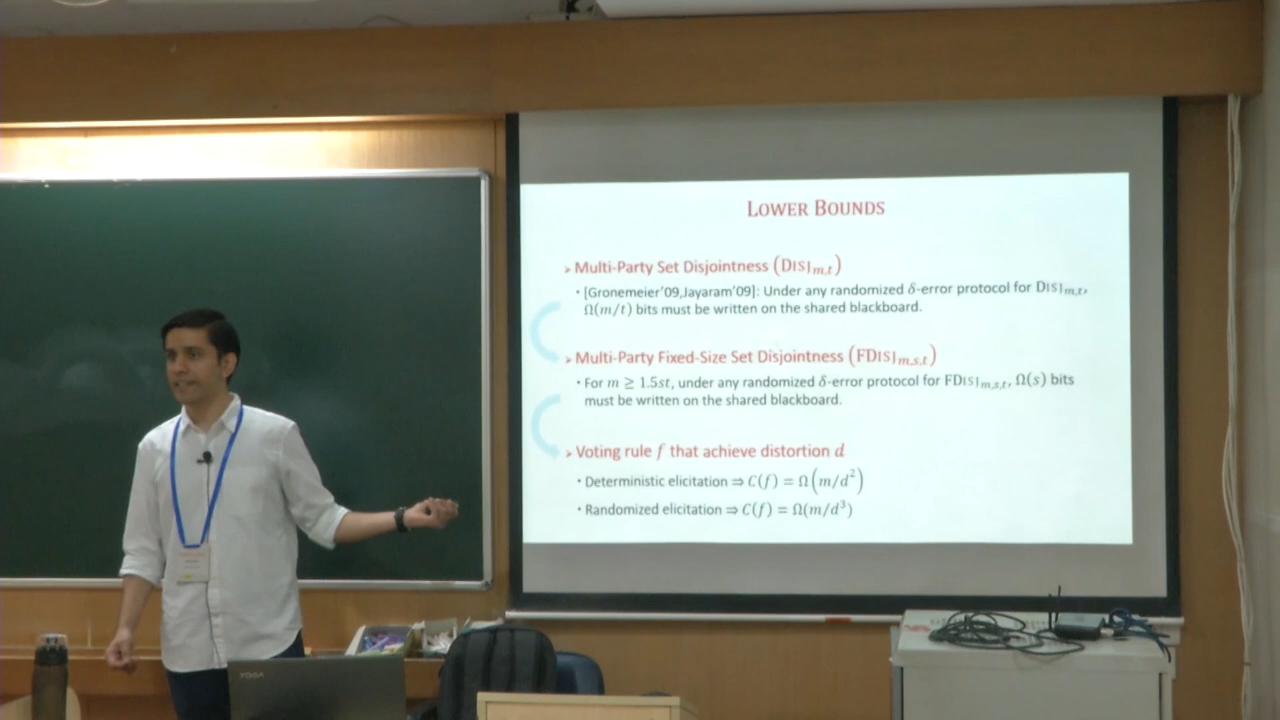 LOWER BOUNDS
➢ Multi-Party Set Disjointness (DISJ_{m,t})
• [Gronemeier'09,Jayaram'09]: Under any randomized δ-error protocol for DISJ_{m,t},
Ω(m/t) bits must be written on the shared blackboard.
➢ Multi-Party Fixed-Size Set Disjointness (FDISJ_{m,s,t})
• For m ≥ 1.5st, under any randomized δ-error protocol for FDISJ_{m,s,t}, Ω(s) bits
must be written on the shared blackboard.
➢ Voting rule f that achieve distortion d
• Deterministic elicitation ⇒ C(f) = Ω(m/d²)
• Randomized elicitation ⇒ C(f) = Ω(m/d³)
YOGA